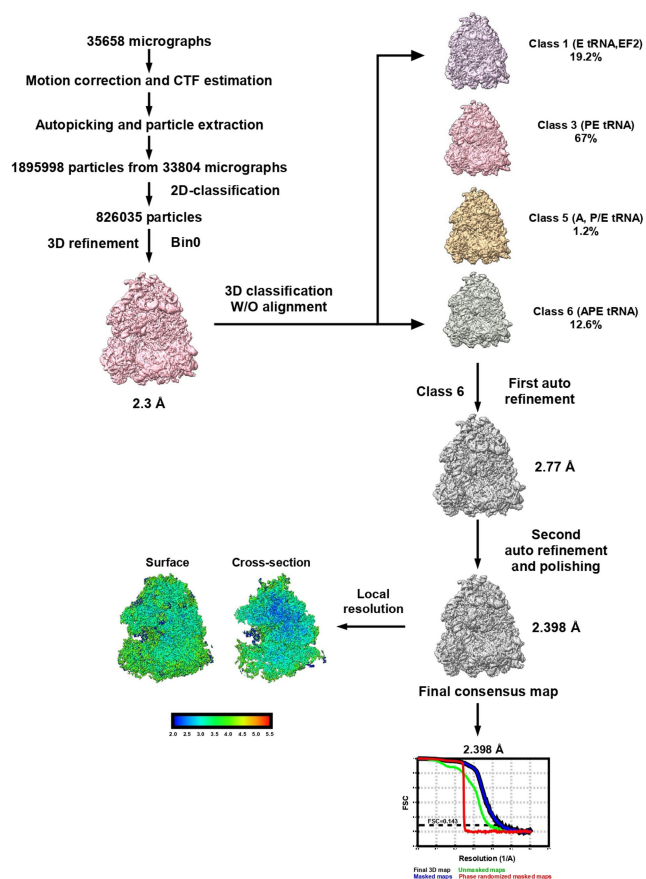 35658 micrographs
Motion correction and CTF estimation
Autopicking and particle extraction
1895998 particles from 33804 micrographs
2D-classification
826035 particles
3D refinement
Bin0
2.3 Å
3D classification
W/O alignment
Class 1 (E tRNA,EF2)
19.2%
Class 3 (PE tRNA)
67%
Class 5 (A, P/E tRNA)
1.2%
Class 6 (APE tRNA)
12.6%
Class 6
First auto
refinement
2.77 Å
Second
auto refinement
and polishing
2.398 Å
Final consensus map
Local
resolution
Surface
Cross-section
2.0 2.5 3.0 3.5 4.0 4.5 5.0 5.5
2.398 Å
FSC
FSC=0.143
Resolution (1/A)
Final 3D map Unmasked maps
Masked maps Phase randomized masked maps